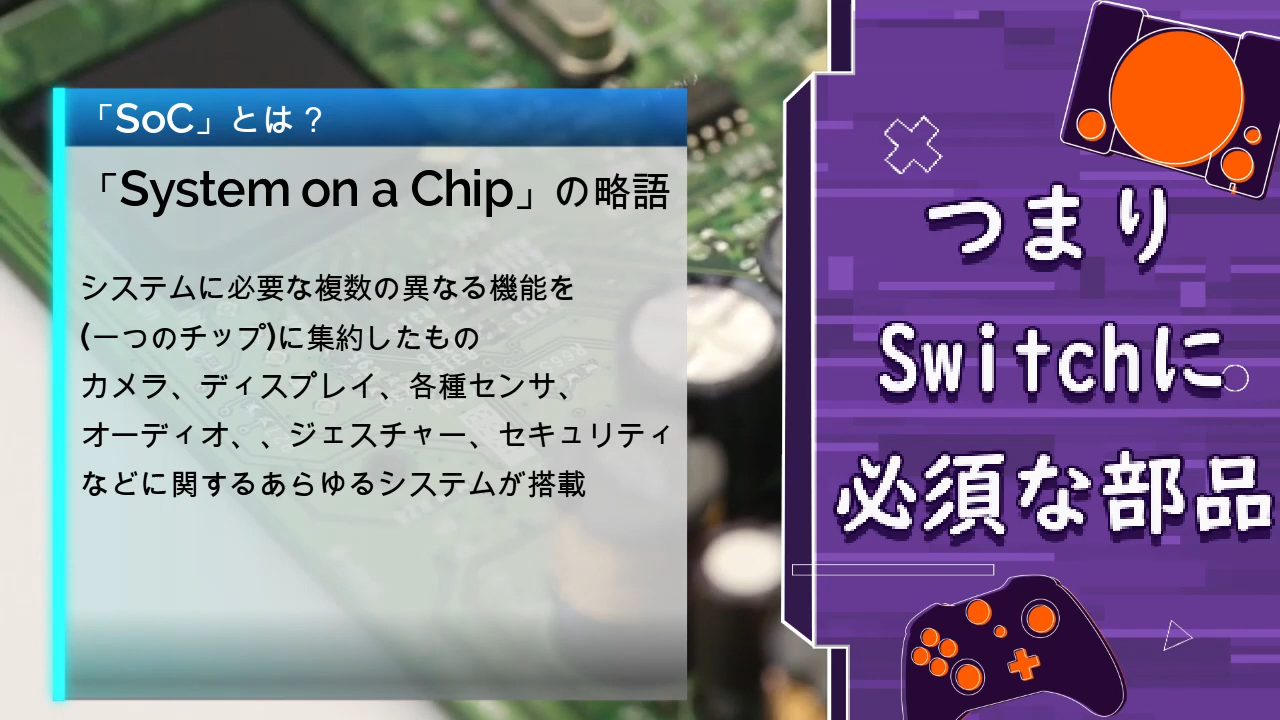 「SoC」とは？
「System on a Chip」の略語
システムに必要な複数の異なる機能を
(一つのチップ)に集約したもの
カメラ、ディスプレイ、各種センサ、
オーディオ、、ジェスチャー、セキュリティ
などに関するあらゆるシステムが搭載
つまり
Switchに
必須な部品